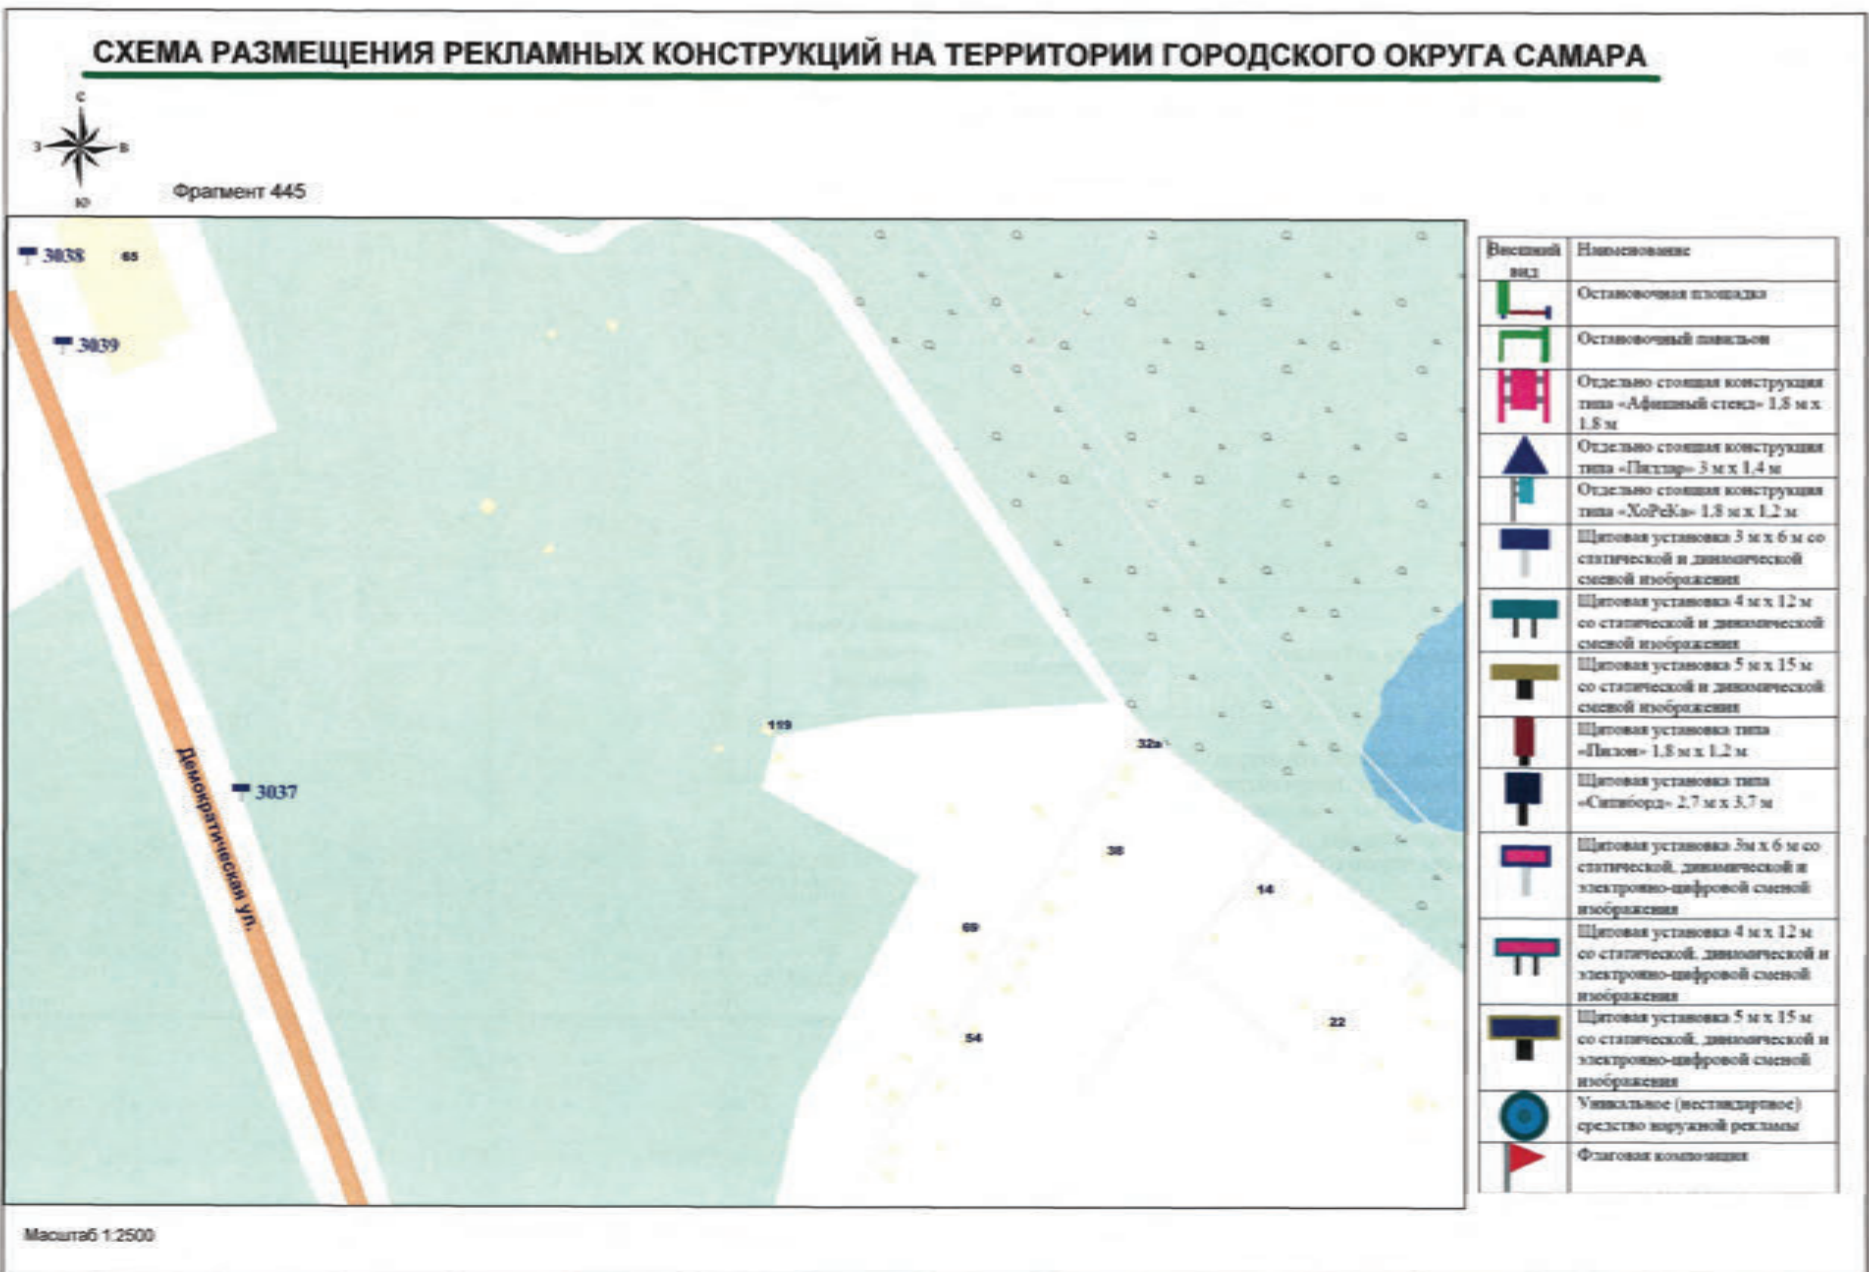 СХЕМА РАЗМЕЩЕНИЯ РЕКЛАМНЫХ КОНСТРУКЦИЙ НА ТЕРРИТОРИИ ГОРОДСКОГО ОКРУГА САМАРА
С
З В
Ю
Фрагмент 445
3038 65
3039
Демократическая ул.
3037
119
32а
38
14
69
54
22
Внешний Наименование
вид
Остановочная площадка
Остановочный павильон
Отдельно стоящая конструкция
типа «Афишный стенд» 1,8 м х
1,8 м
Отдельно стоящая конструкция
типа «Пиллар» 3 м х 1,4 м
Отдельно стоящая конструкция
типа «ХоРеКа» 1,8 м х 1,2 м
Щитовая установка 3 м х 6 м со
статической и динамической
сменой изображения
Щитовая установка 4 м х 12 м
со статической и динамической
сменой изображения
Щитовая установка 5 м х 15 м
со статической и динамической
сменой изображения
Щитовая установка типа
«Пилон» 1,8 м х 1,2 м
Щитовая установка типа
«Ситиборд» 2,7 м х 3,7 м
Щитовая установка 3м х 6 м со
статической, динамической и
электронно-цифровой сменой
изображения
Щитовая установка 4 м х 12 м
со статической, динамической и
электронно-цифровой сменой
изображения
Щитовая установка 5 м х 15 м
со статической, динамической и
электронно-цифровой сменой
изображения
Уникальное (нестандартное)
средство наружной рекламы
Флаговая композиция
Масштаб 1:2500